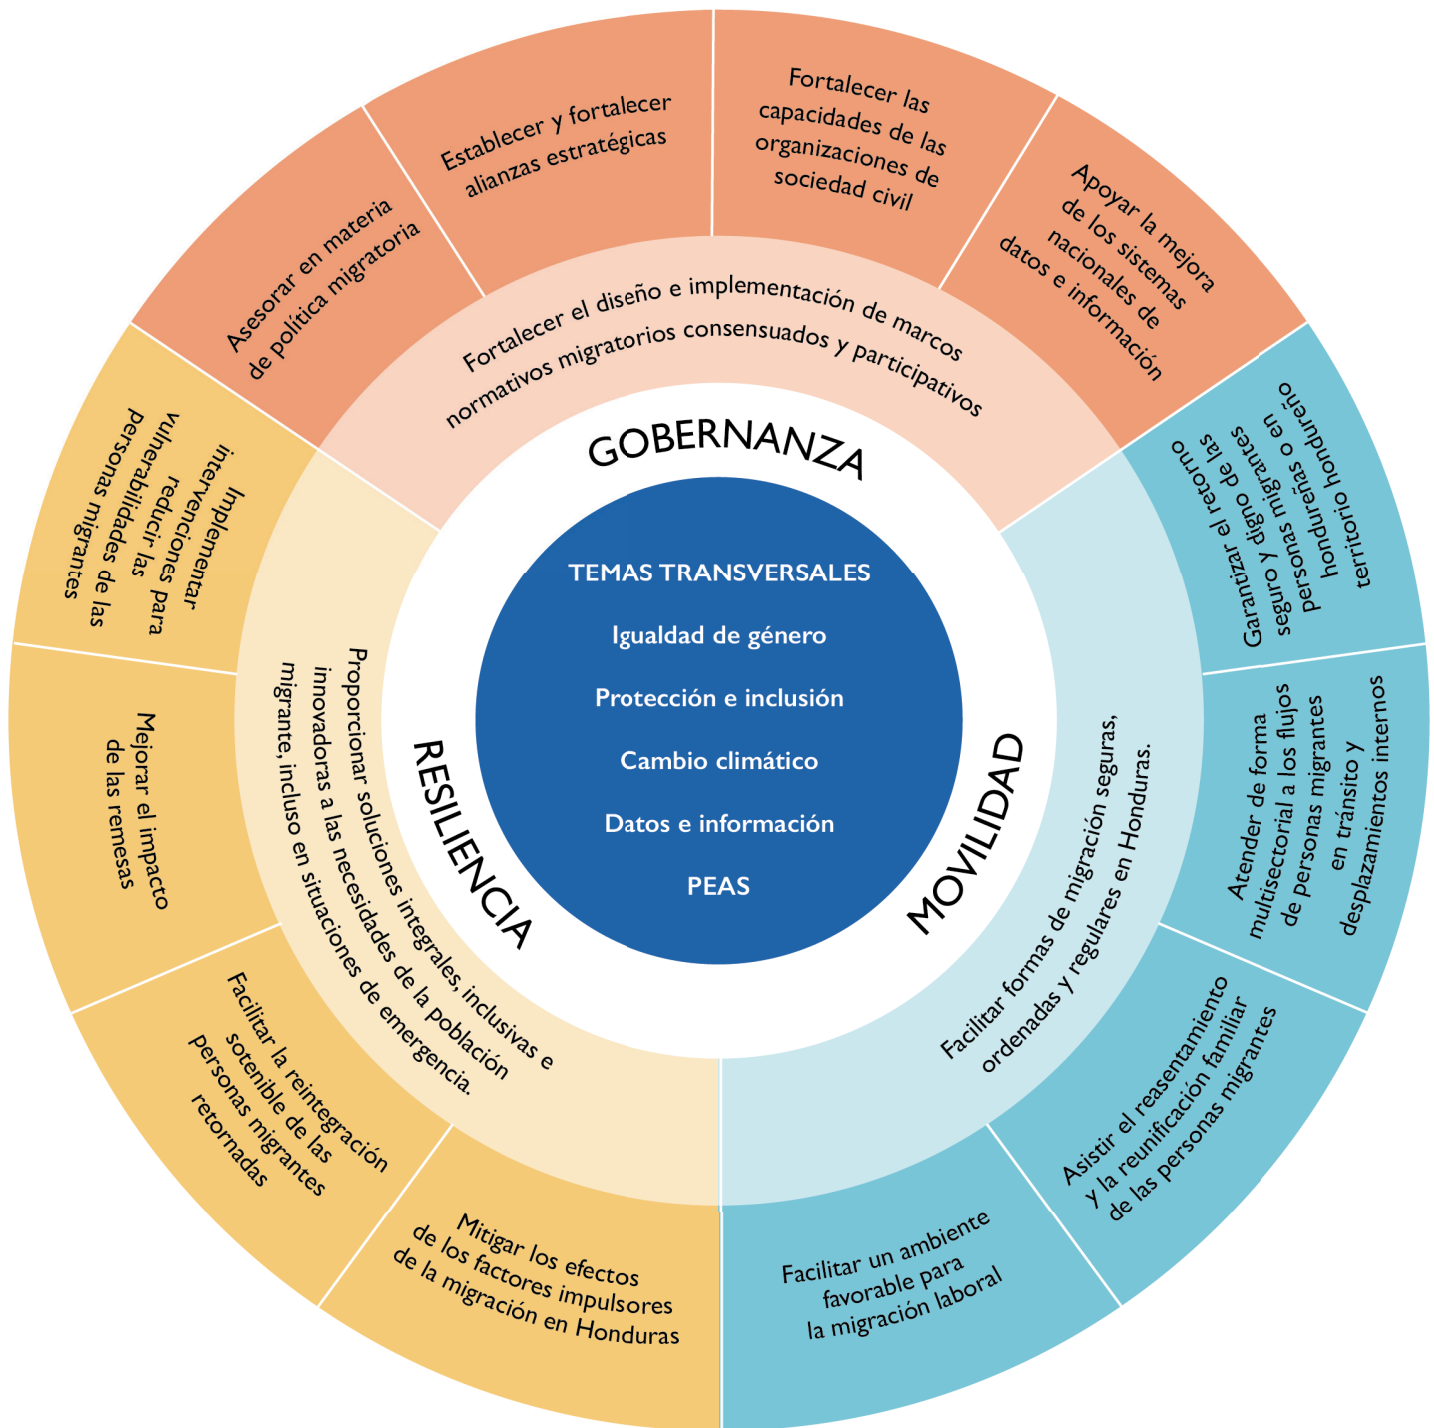 Asesorar en materia
de política migratoria
Establecer y fortalecer
alianzas estratégicas
Fortalecer las
capacidades de las
organizaciones de
sociedad civil
Apoyar la mejora
de los sistemas
nacionales de
datos e información
Fortalecer el diseño e implementación de marcos
normativos migratorios consensuados y participativos
GOBERNANZA
Garantizar el retorno
seguro y digno de las
personas migrantes
hondureñas o en
territorio hondureño
Atender de forma
multisectorial a los flujos
de personas migrantes
en tránsito y
desplazamientos internos
Asistir el reasentamiento
y la reunificación familiar
de las personas migrantes
Facilitar un ambiente
favorable para
la migración laboral
Facilitar formas de migración seguras,
ordenadas y regulares en Honduras.
MOVILIDAD
Mitigar los efectos
de los factores impulsores
de la migración en Honduras
Facilitar la reintegración
sotenible de las
personas migrantes
retornadas
Mejorar el impacto
de las remesas
Implementar
intervenciones para
reducir las
vulnerabilidades de las
personas migrantes
Proporcionar soluciones integrales, inclusivas e
innovadoras a las necesidades de la población
migrante, incluso en situaciones de emergencia.
RESILIENCIA
TEMAS TRANSVERSALES
Igualdad de género
Protección e inclusión
Cambio climático
Datos e información
PEAS